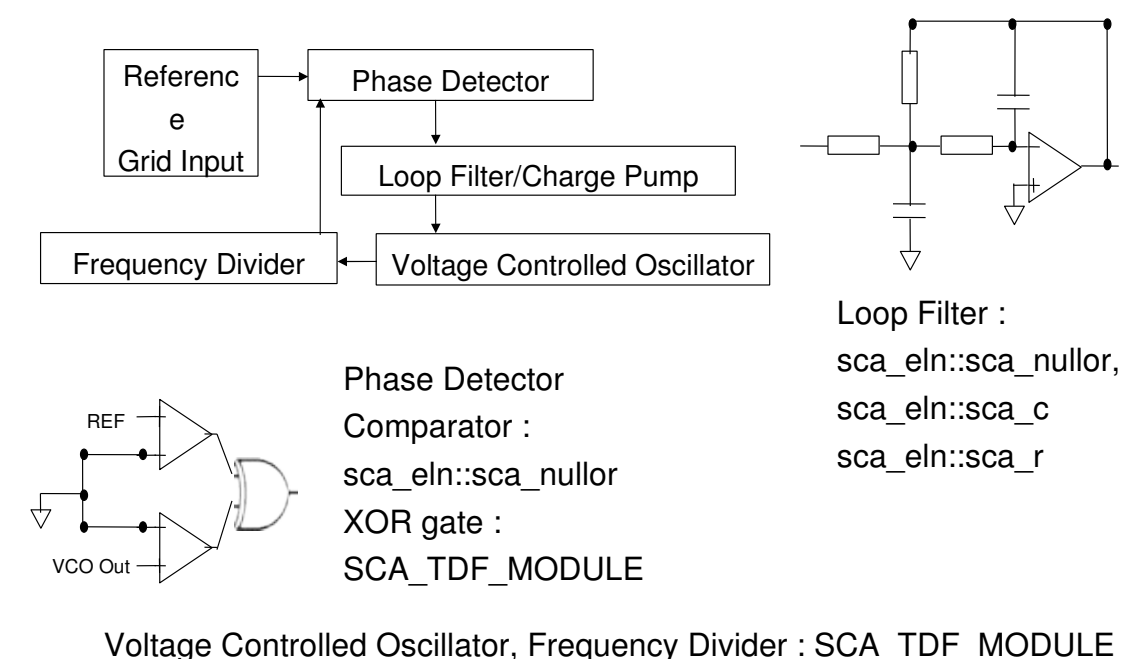 Referenc
e
Grid Input
Phase Detector
Loop Filter/Charge Pump
Frequency Divider
Voltage Controlled Oscillator
Loop Filter :
sca_eln::sca_nullor,
sca_eln::sca_c
sca_eln::sca_r
REF
VCO Out
Phase Detector
Comparator :
sca_eln::sca_nullor
XOR gate :
SCA_TDF_MODULE
Voltage Controlled Oscillator, Frequency Divider : SCA_TDF_MODULE